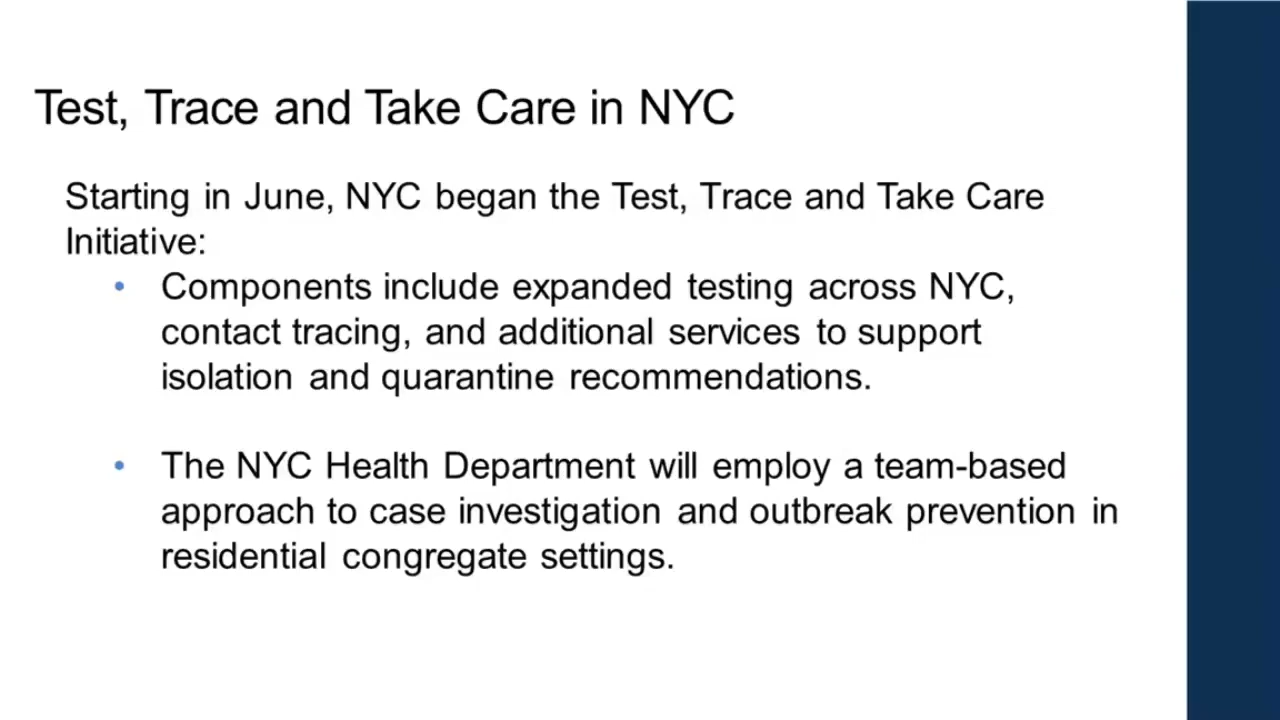 Test, Trace and Take Care in NYC
Starting in June, NYC began the Test, Trace and Take Care
Initiative:
• Components include expanded testing across NYC,
contact tracing, and additional services to support
isolation and quarantine recommendations.
• The NYC Health Department will employ a team-based
approach to case investigation and outbreak prevention in
residential congregate settings.